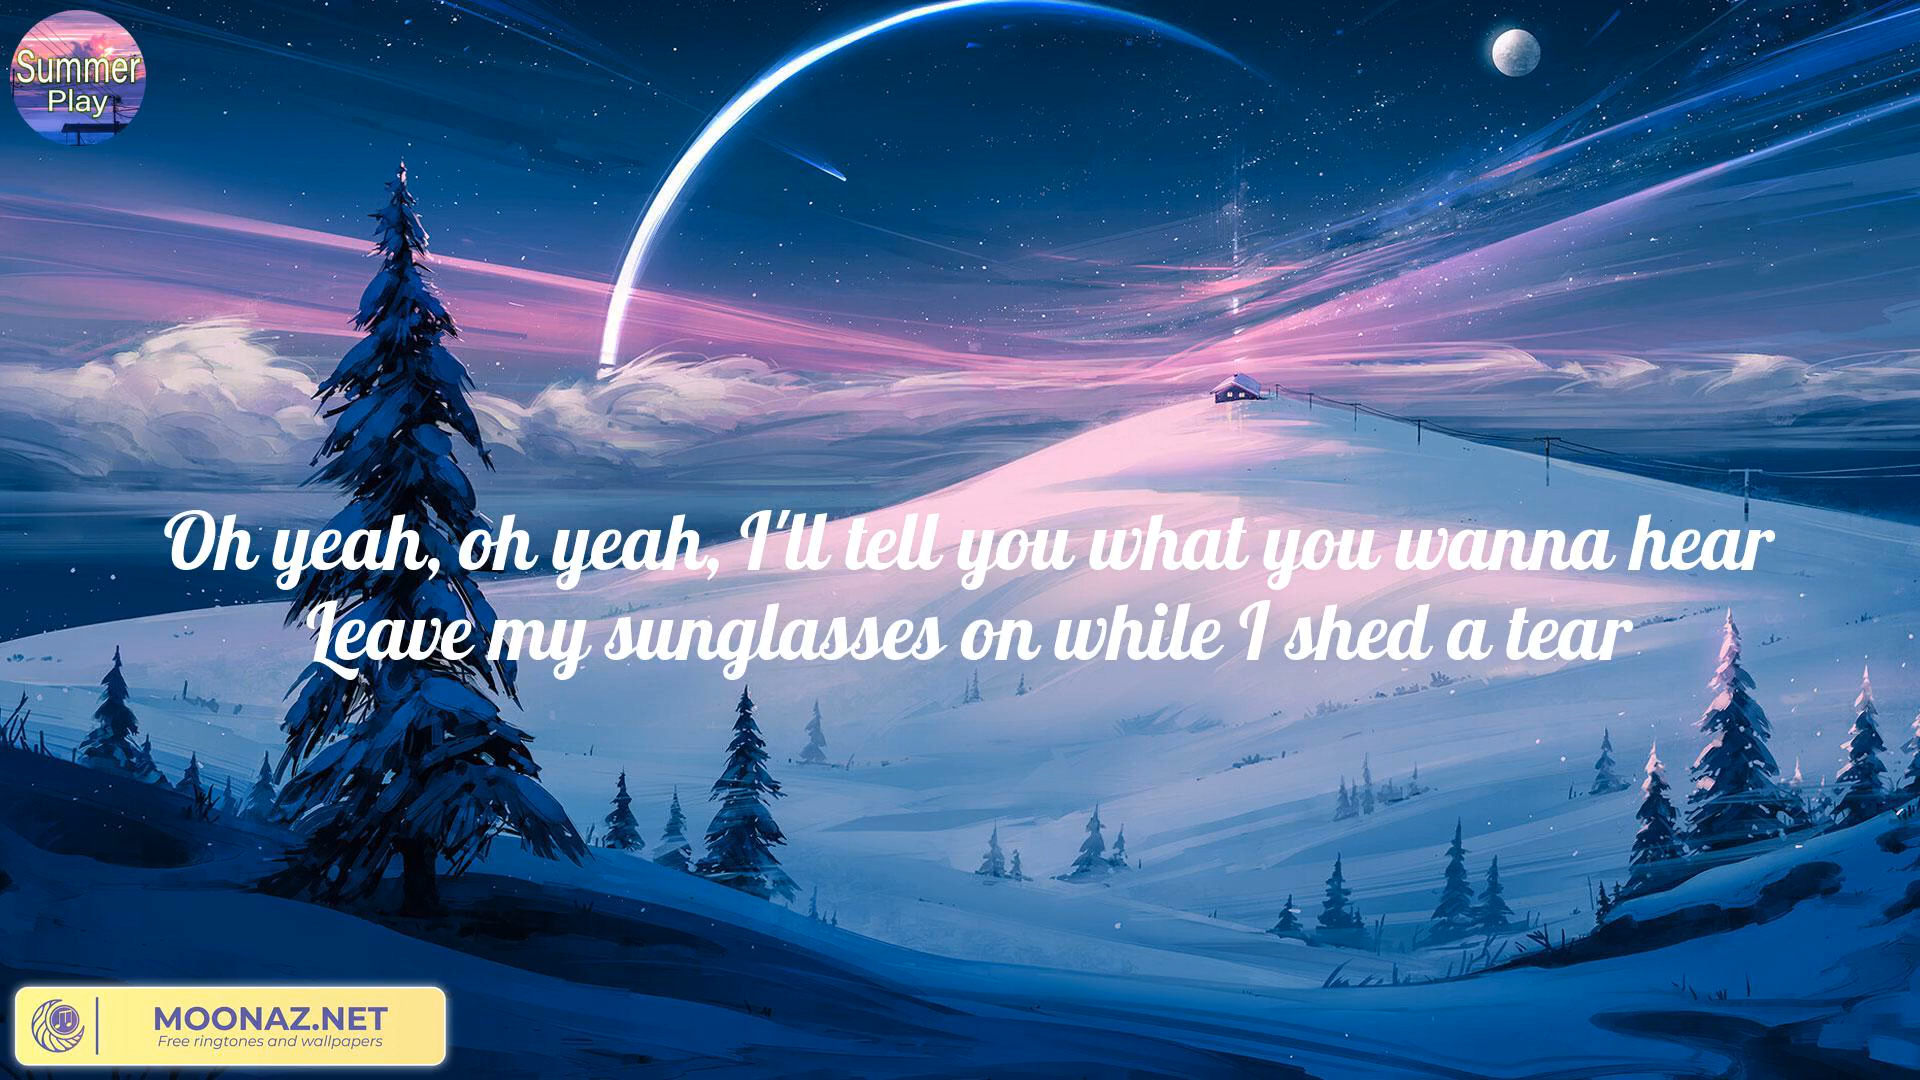 Summer
Play
Oh yeah, oh yeah, I'll tell you what you wanna hear
Leave my sunglasses on while I shed a tear
MOONAZ.NET
Free ringtones and wallpapers